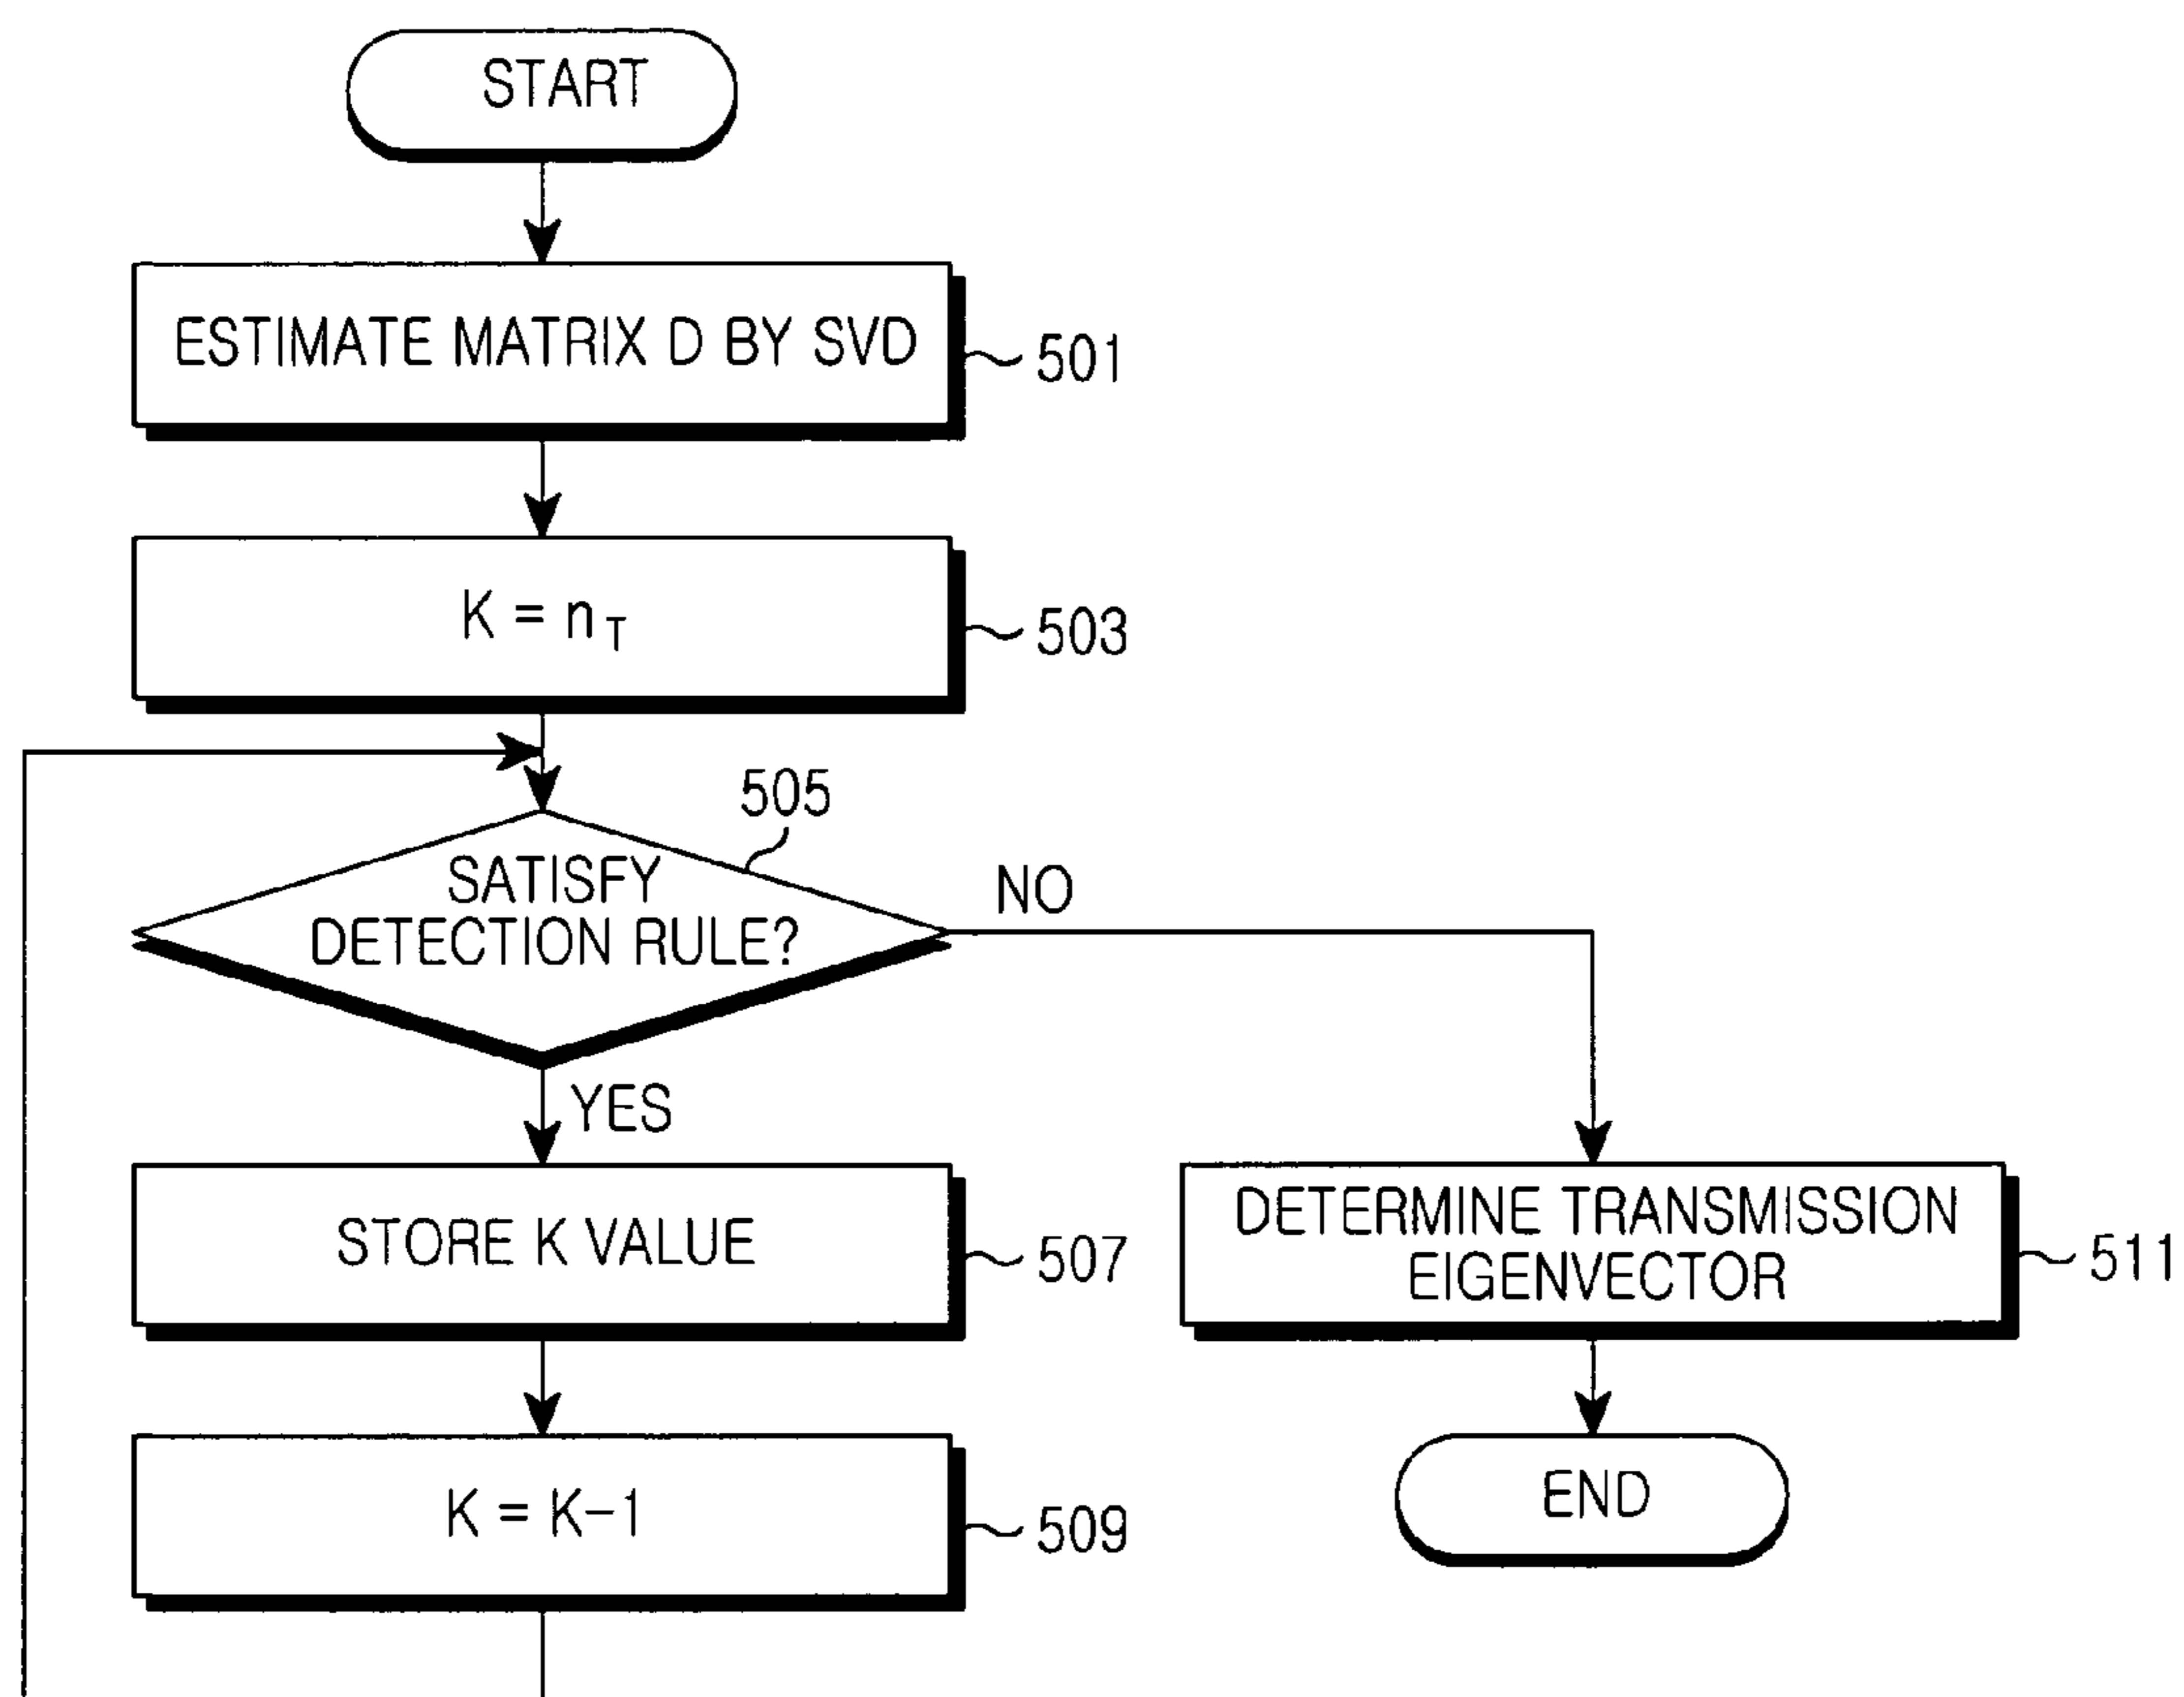 START
ESTIMATE MATRIX D BY SVD
501
K = n T
503
505
SATISFY
DETECTION RULE?
NO
YES
STORE K VALUE
507
DETERMINE TRANSMISSION
EIGENVECTOR
511
K = K-1
509
END